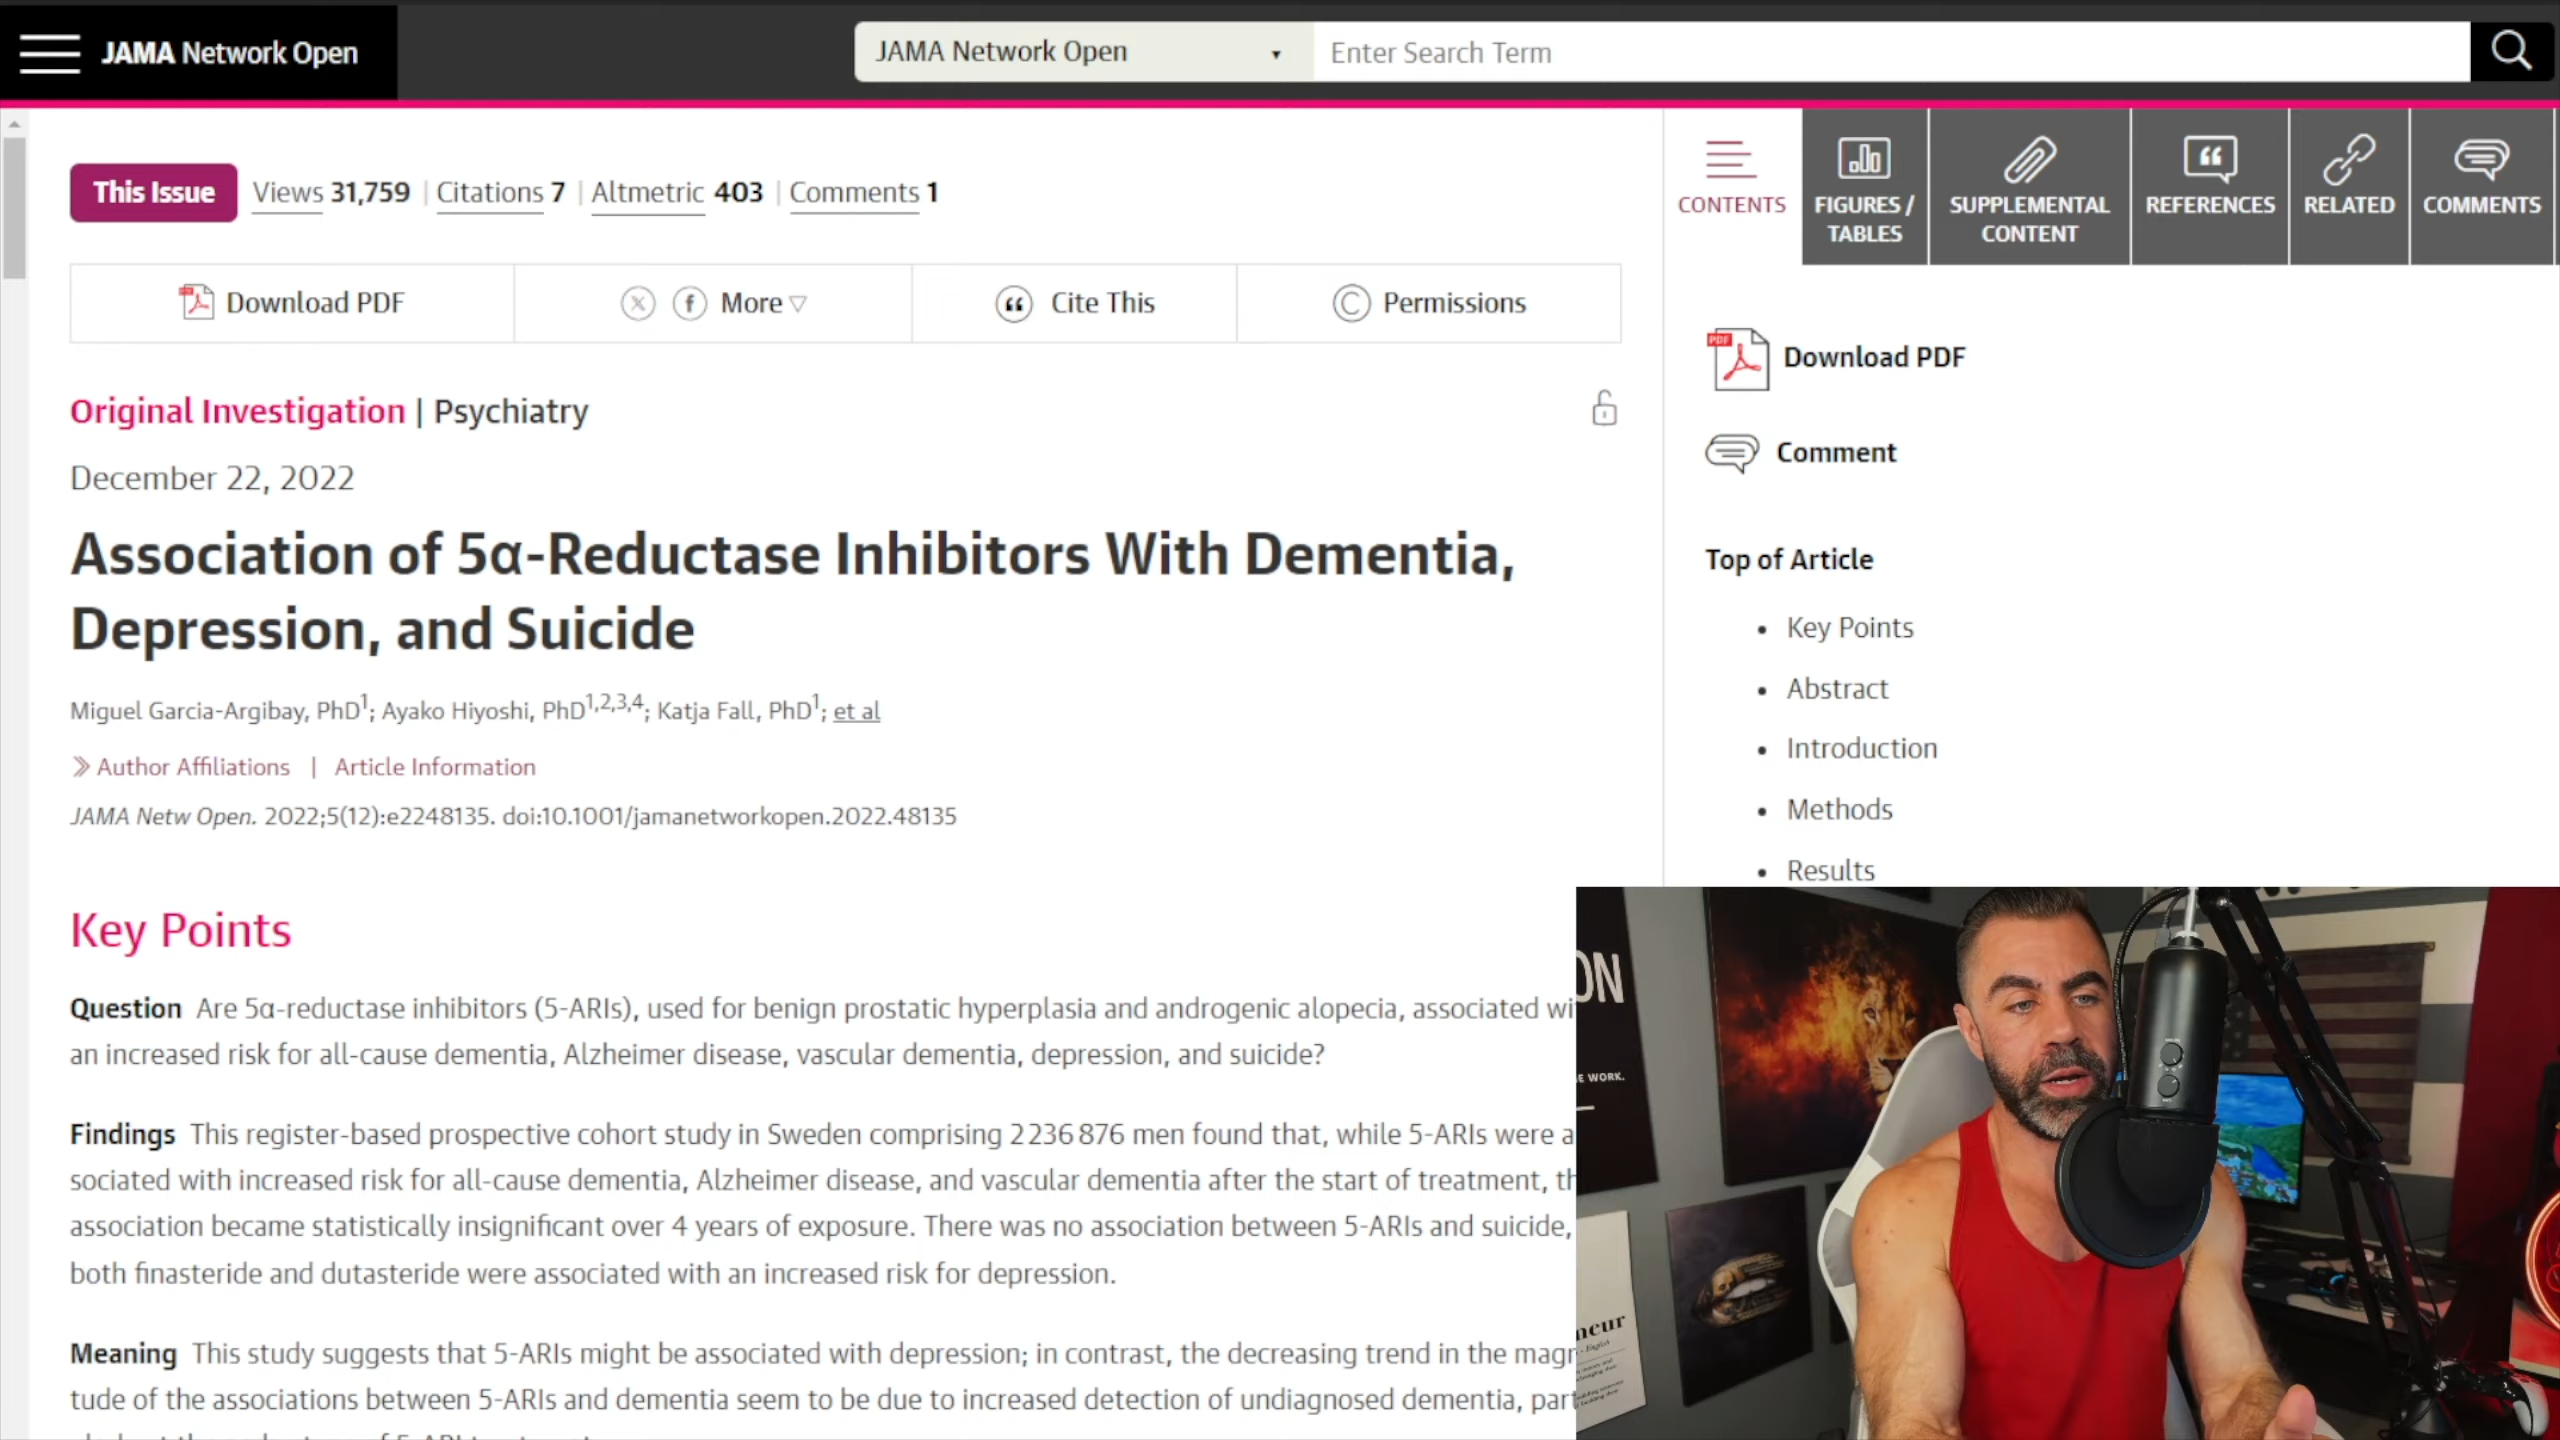 JAMA Network Open
JAMA Network Open
Enter Search Term
This Issue
Views 31,759 | Citations 7 | Altmetric 403 | Comments 1
CONTENTS
FIGURES / TABLES
SUPPLEMENTAL CONTENT
REFERENCES
RELATED
COMMENTS
Download PDF
More
Cite This
Permissions
Original Investigation | Psychiatry
December 22, 2022
Association of 5α-Reductase Inhibitors With Dementia,
Depression, and Suicide
Miguel Garcia-Argibay, PhD1; Ayako Hiyoshi, PhD1,2,3,4; Katja Fall, PhD1; et al
Author Affiliations | Article Information
JAMA Netw Open. 2022;5(12):e2248135. doi:10.1001/jamanetworkopen.2022.48135
Key Points
Question Are 5α-reductase inhibitors (5-ARIs), used for benign prostatic hyperplasia and androgenic alopecia, associated wi
an increased risk for all-cause dementia, Alzheimer disease, vascular dementia, depression, and suicide?
Findings This register-based prospective cohort study in Sweden comprising 2 236 876 men found that, while 5-ARIs were a
sociated with increased risk for all-cause dementia, Alzheimer disease, and vascular dementia after the start of treatment, th
association became statistically insignificant over 4 years of exposure. There was no association between 5-ARIs and suicide,
both finasteride and dutasteride were associated with an increased risk for depression.
Meaning This study suggests that 5-ARIs might be associated with depression; in contrast, the decreasing trend in the magn
tude of the associations between 5-ARIs and dementia seem to be due to increased detection of undiagnosed dementia, part
PDF
Download PDF
Comment
Top of Article
Key Points
Abstract
Introduction
Methods
Results
ON
E WORK.
neur